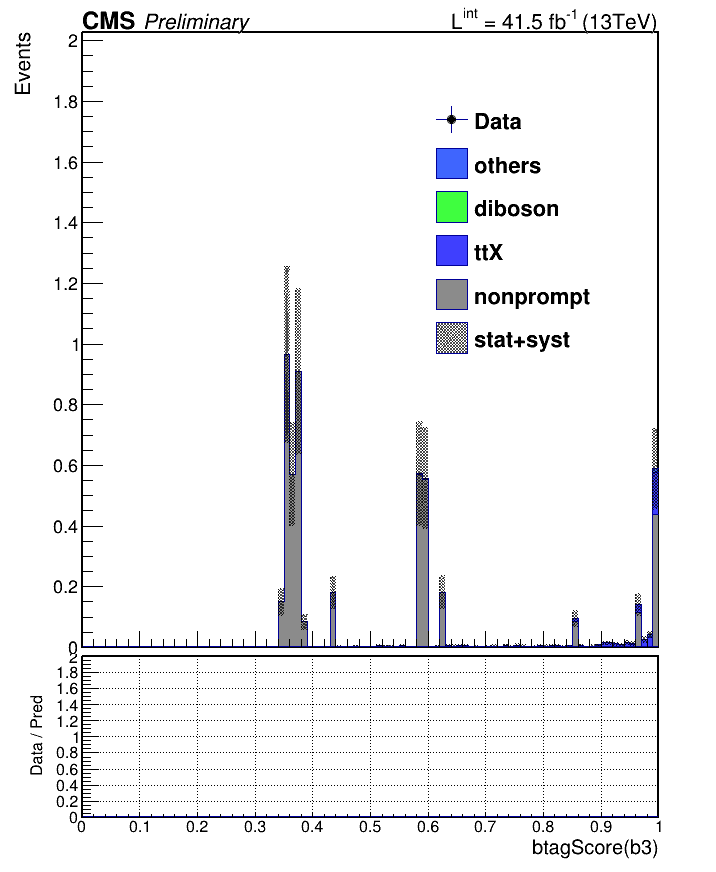 CMS Preliminary L^int = 41.5 fb^-1 (13TeV)
Events
2
1.8
1.6
1.4
1.2
1
0.8
0.6
0.4
0.2
0
Data
others
diboson
ttX
nonprompt
stat+syst
Data / Pred
2
1.8
1.6
1.4
1.2
1
0.8
0.6
0.4
0.2
0
0 0.1 0.2 0.3 0.4 0.5 0.6 0.7 0.8 0.9 1
btagScore(b3)